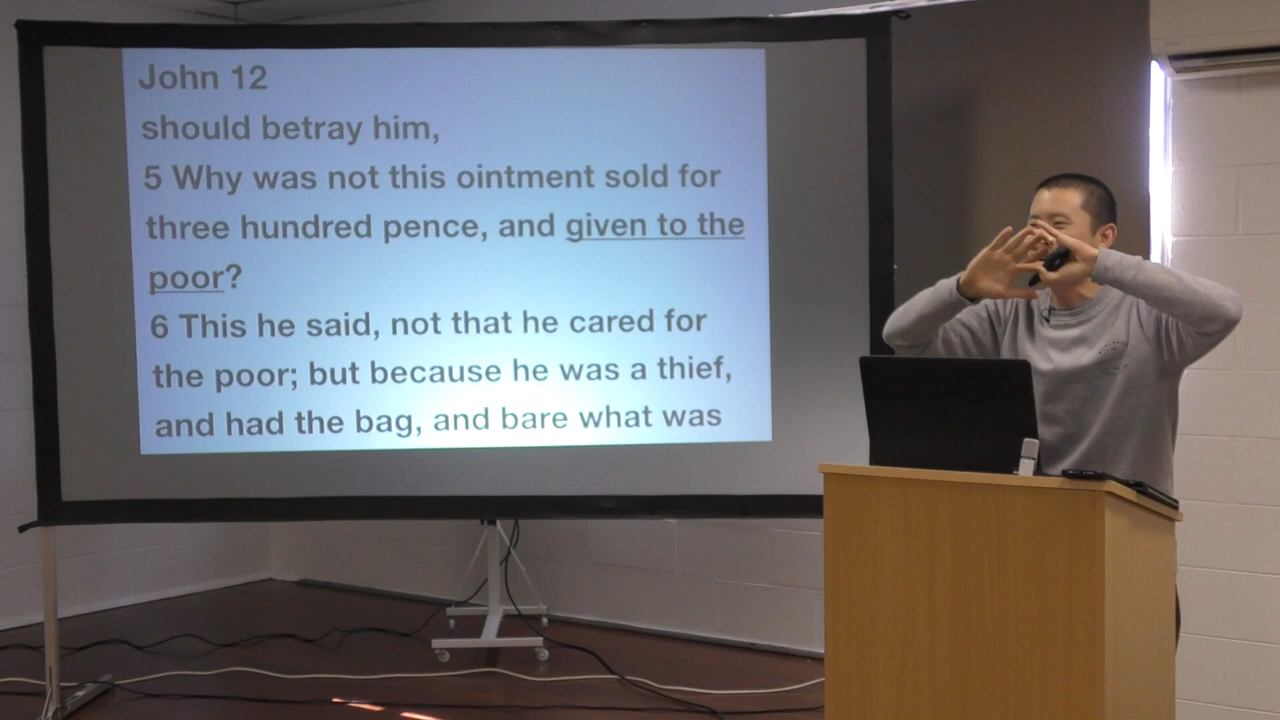 John 12
should betray him,
5 Why was not this ointment sold for
three hundred pence, and given to the
poor?
6 This he said, not that he cared for
the poor; but because he was a thief,
and had the bag, and bare what was